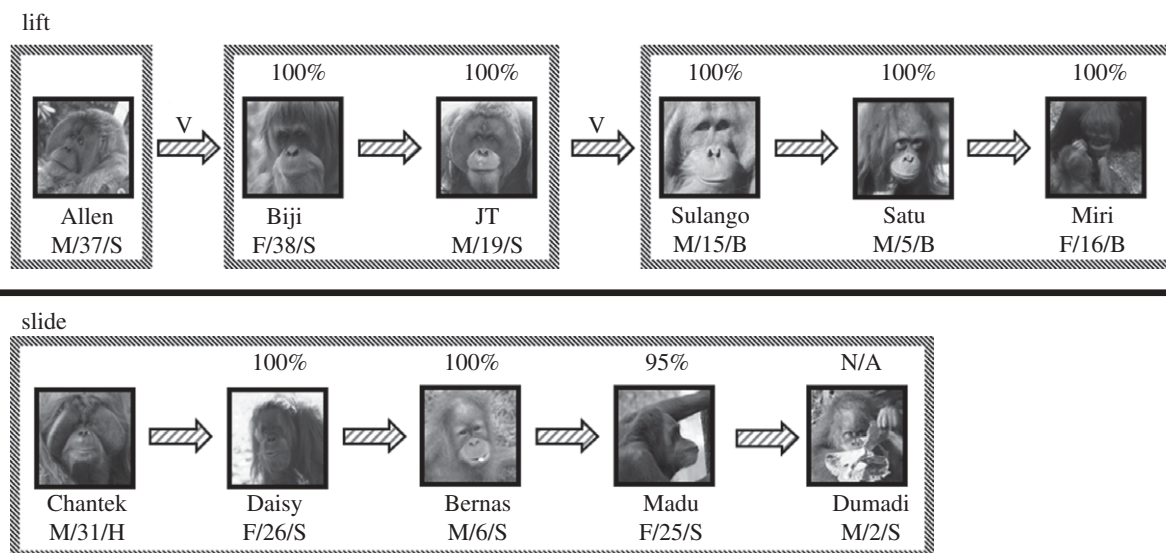 lift
100% 100% 100% 100% 100%
V V
Allen Biji JT Sulango Satu Miri
M/37/S F/38/S M/19/S M/15/B M/5/B F/16/B
slide
100% 100% 95% N/A
Chantek Daisy Bernas Madu Dumadi
M/31/H F/26/S M/6/S F/25/S M/2/S